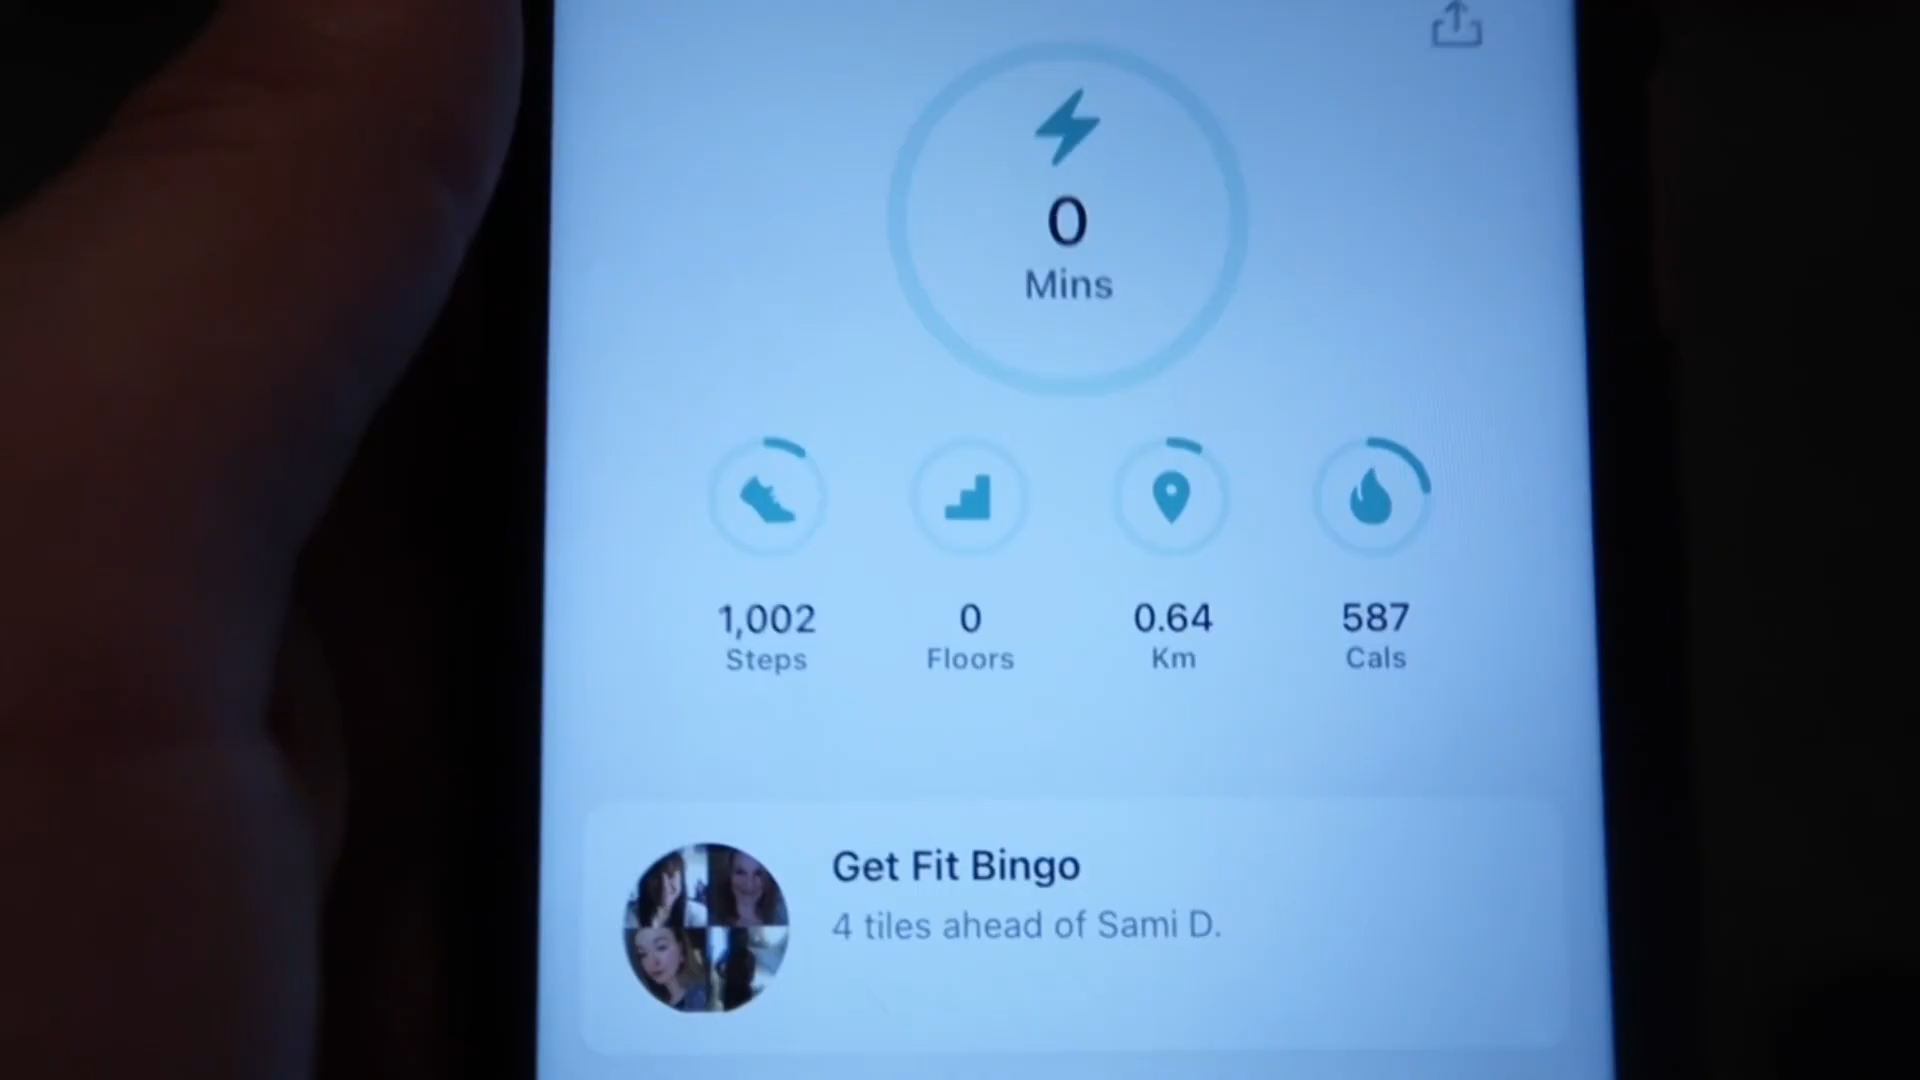 0
Mins
1,002 0 0.64 587
Steps Floors Km Cals
Get Fit Bingo
4 tiles ahead of Sami D.